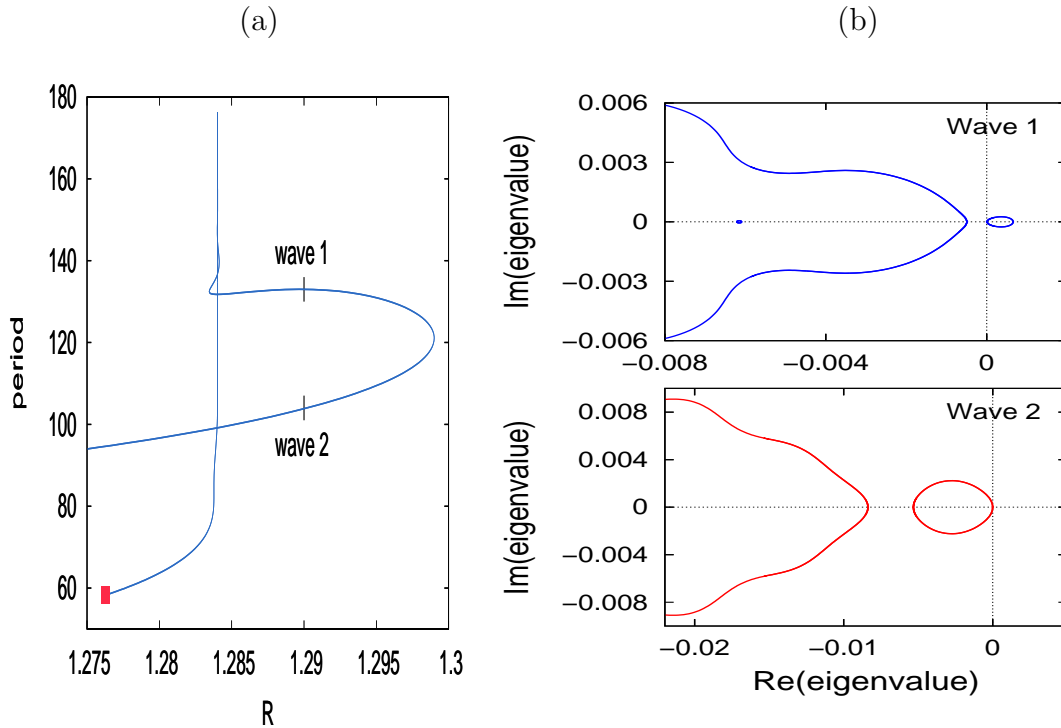 (a)
180
160
140
120
100
80
60
1.275 1.28 1.285 1.29 1.295 1.3
period
R
wave 1
wave 2
(b)
0.006
0.003
0
−0.003
−0.006
−0.008 −0.004 0
Im(eigenvalue)
Wave 1
0.008
0.004
0
−0.004
−0.008
−0.02 −0.01 0
Im(eigenvalue)
Wave 2
Re(eigenvalue)